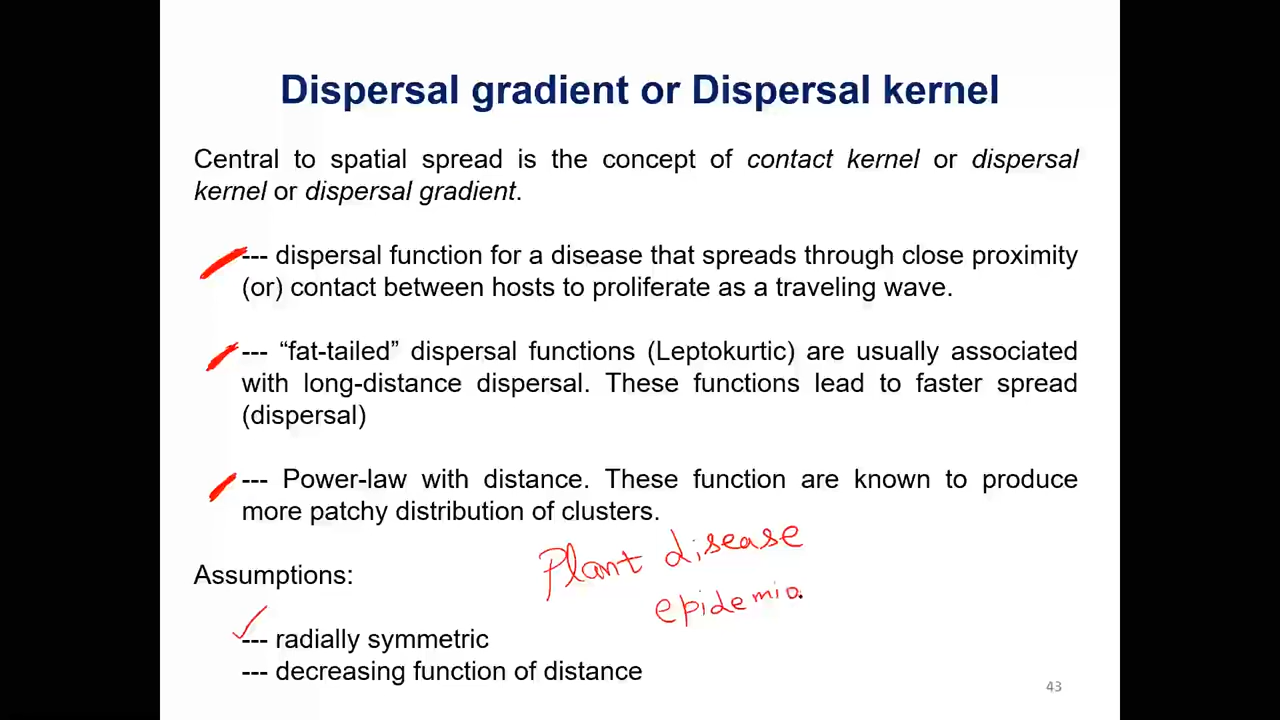 Dispersal gradient or Dispersal kernel
Central to spatial spread is the concept of contact kernel or dispersal
kernel or dispersal gradient.
--- dispersal function for a disease that spreads through close proximity
(or) contact between hosts to proliferate as a traveling wave.
--- “fat-tailed” dispersal functions (Leptokurtic) are usually associated
with long-distance dispersal. These functions lead to faster spread
(dispersal)
--- Power-law with distance. These function are known to produce
more patchy distribution of clusters.
Plant disease
epidemio
Assumptions:
--- radially symmetric
--- decreasing function of distance
43